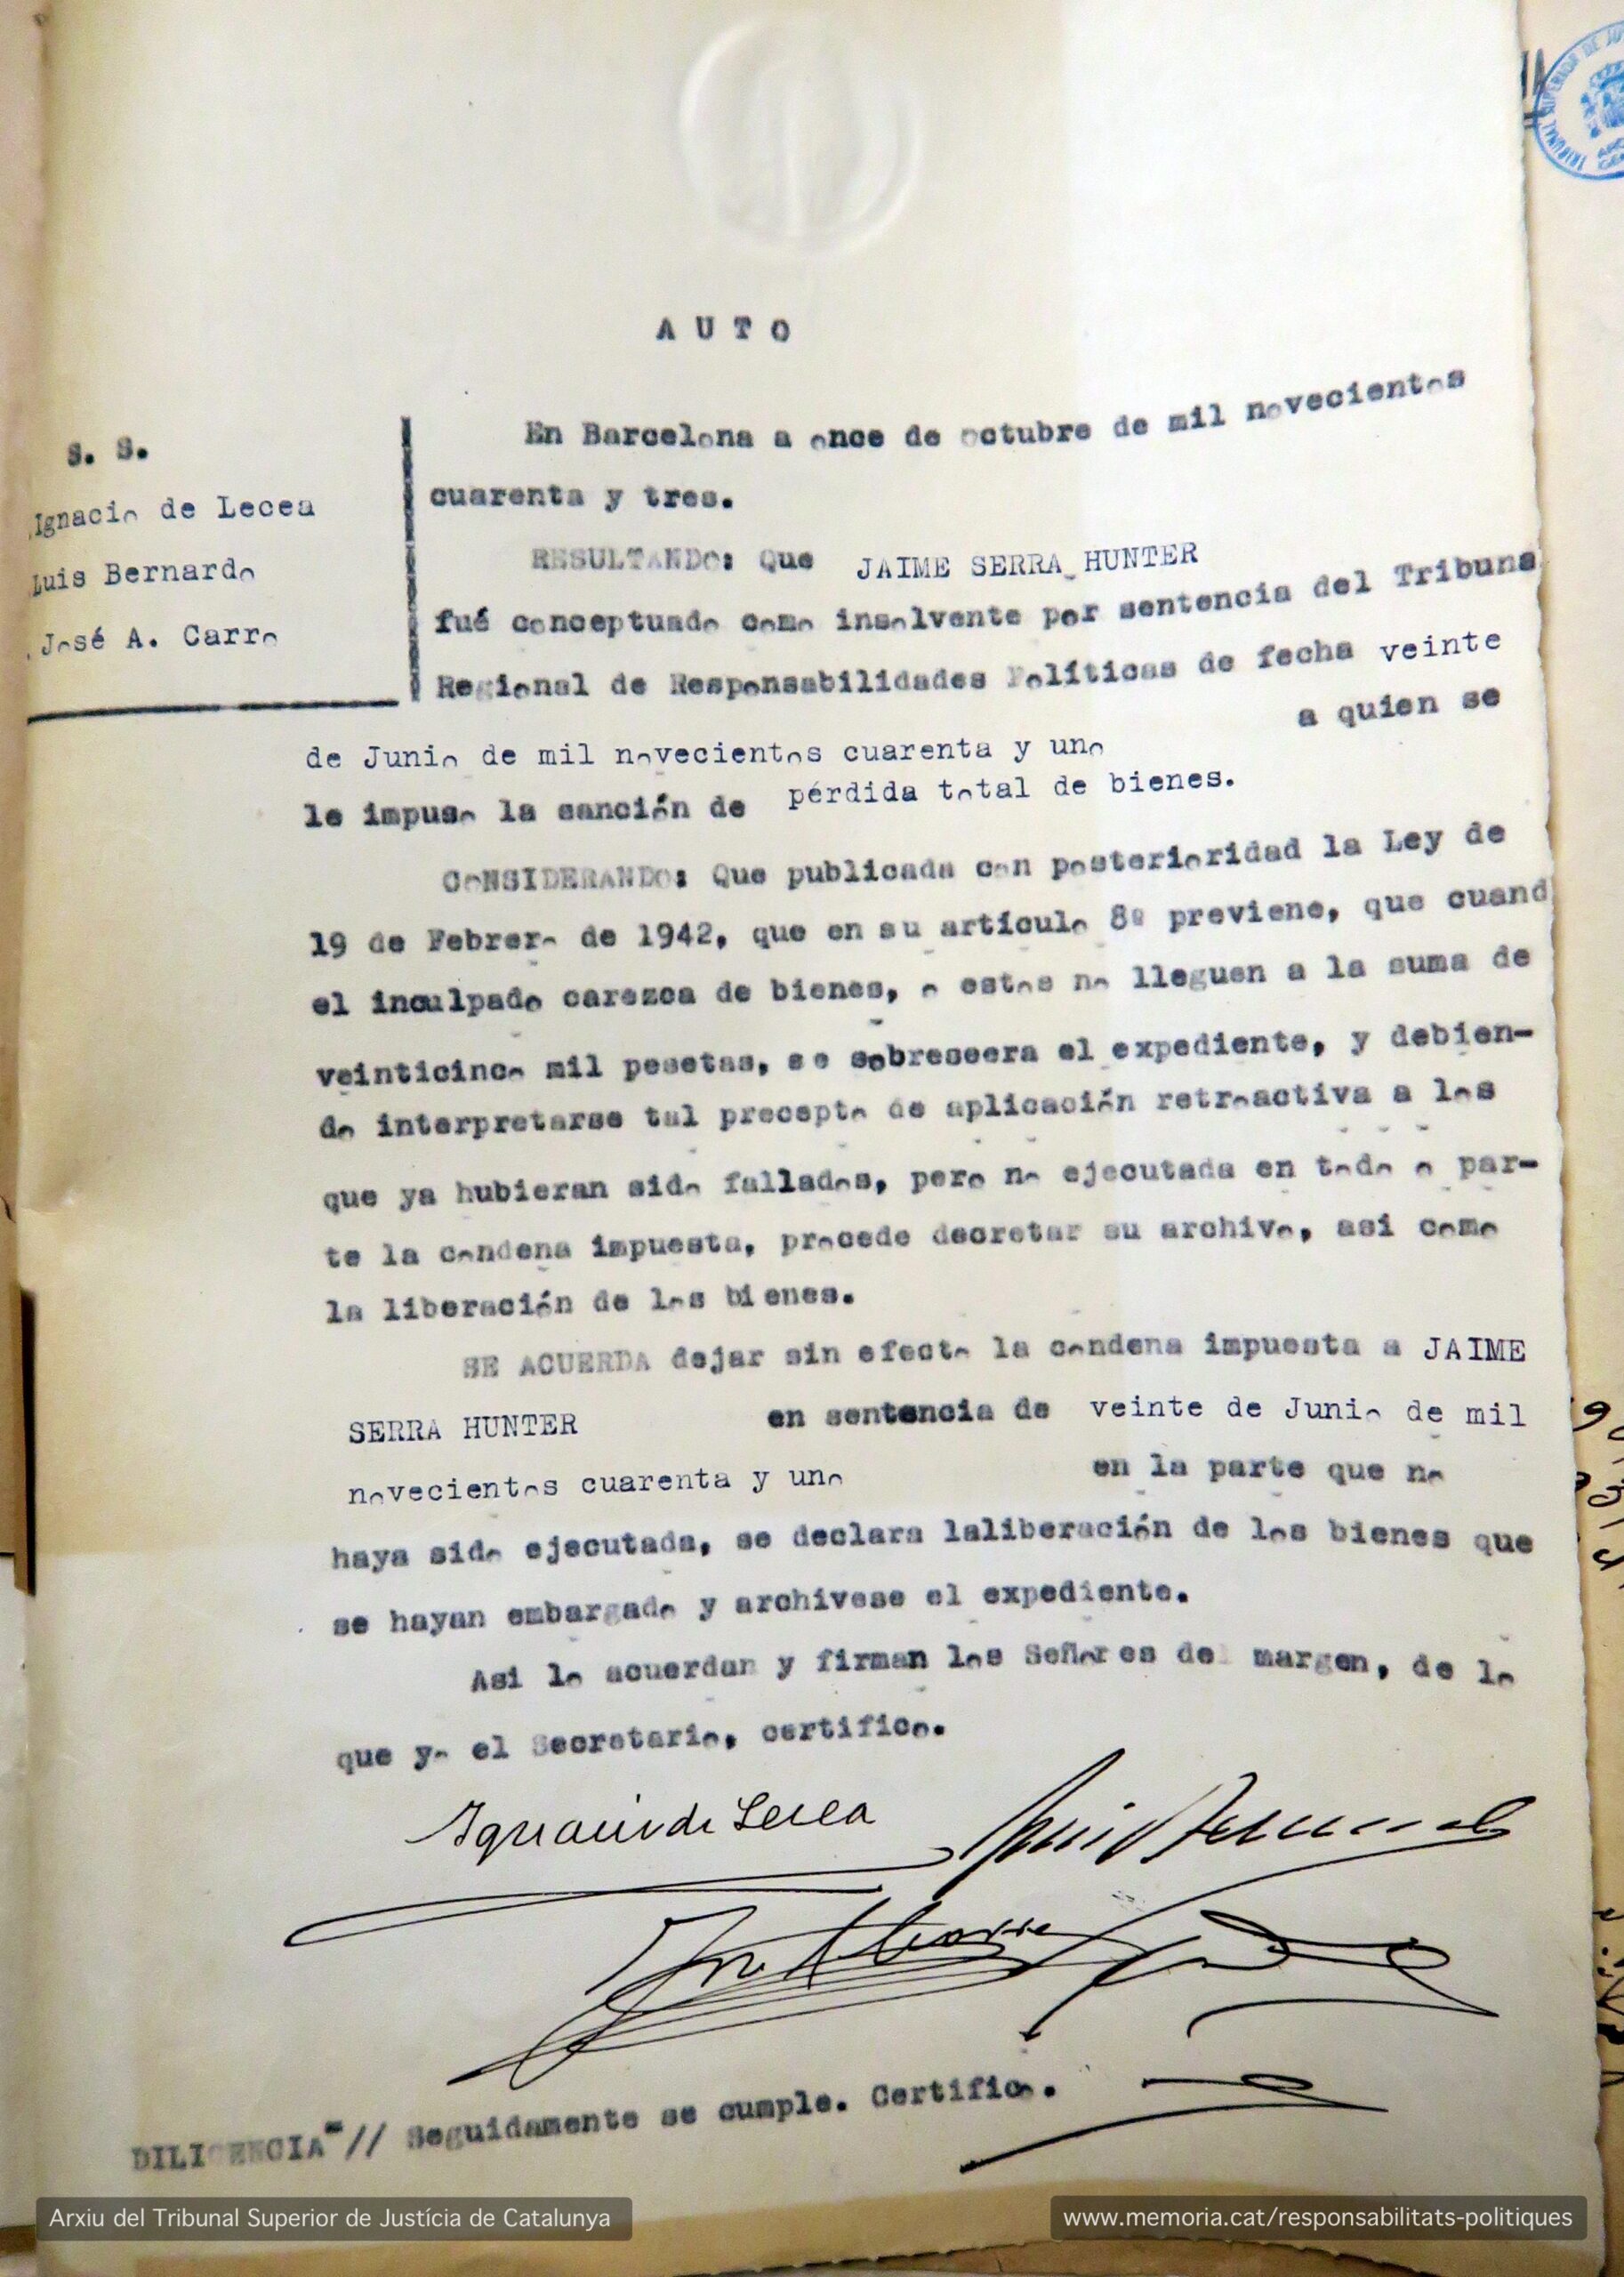 TRIBUNAL SUPERIOR DE JU
AUTO
S. S.
Ignacio de Lecea
Luis Bernardo
José A. Carro
En Barcelona a once de octubre de mil novecientos
cuarenta y tres.
RESULTANDO: Que JAIME SERRA HUNTER
fué conceptuado como insolvente por sentencia del Tribuna
Regional de Responsabilidades Políticas de fecha veinte
de Junio de mil novecientos cuarenta y uno a quien se
le impuso la sanción de pérdida total de bienes.
CONSIDERANDO: Que publicada con posterioridad la Ley de
19 de Febrero de 1942, que en su artículo 8º previene, que cuand
el inculpado carezca de bienes, o estos no lleguen a la suma de
veinticinco mil pesetas, se sobreseera el expediente, y debien-
do interpretarse tal precepto de aplicación retroactiva a los
que ya hubieran sido fallados, pero no ejecutada en todo o par-
te la condena impuesta, procede decretar su archivo, asi como
la liberación de los bienes.
SE ACUERDA dejar sin efecto la condena impuesta a JAIME
SERRA HUNTER en sentencia de veinte de Junio de mil
novecientos cuarenta y uno en la parte que no
haya sido ejecutada, se declara laliberación de los bienes que
se hayan embargado y archivese el expediente.
Asi lo acuerdan y firman los Señores del margen, de lo
que yo el Secretario, certifico.
Ignacio de Lecea
Luis Bernardo
DILIGENCIA-// Seguidamente se cumple. Certifico.
Arxiu del Tribunal Superior de Justícia de Catalunya
www.memoria.cat/responsabilitats-politiques